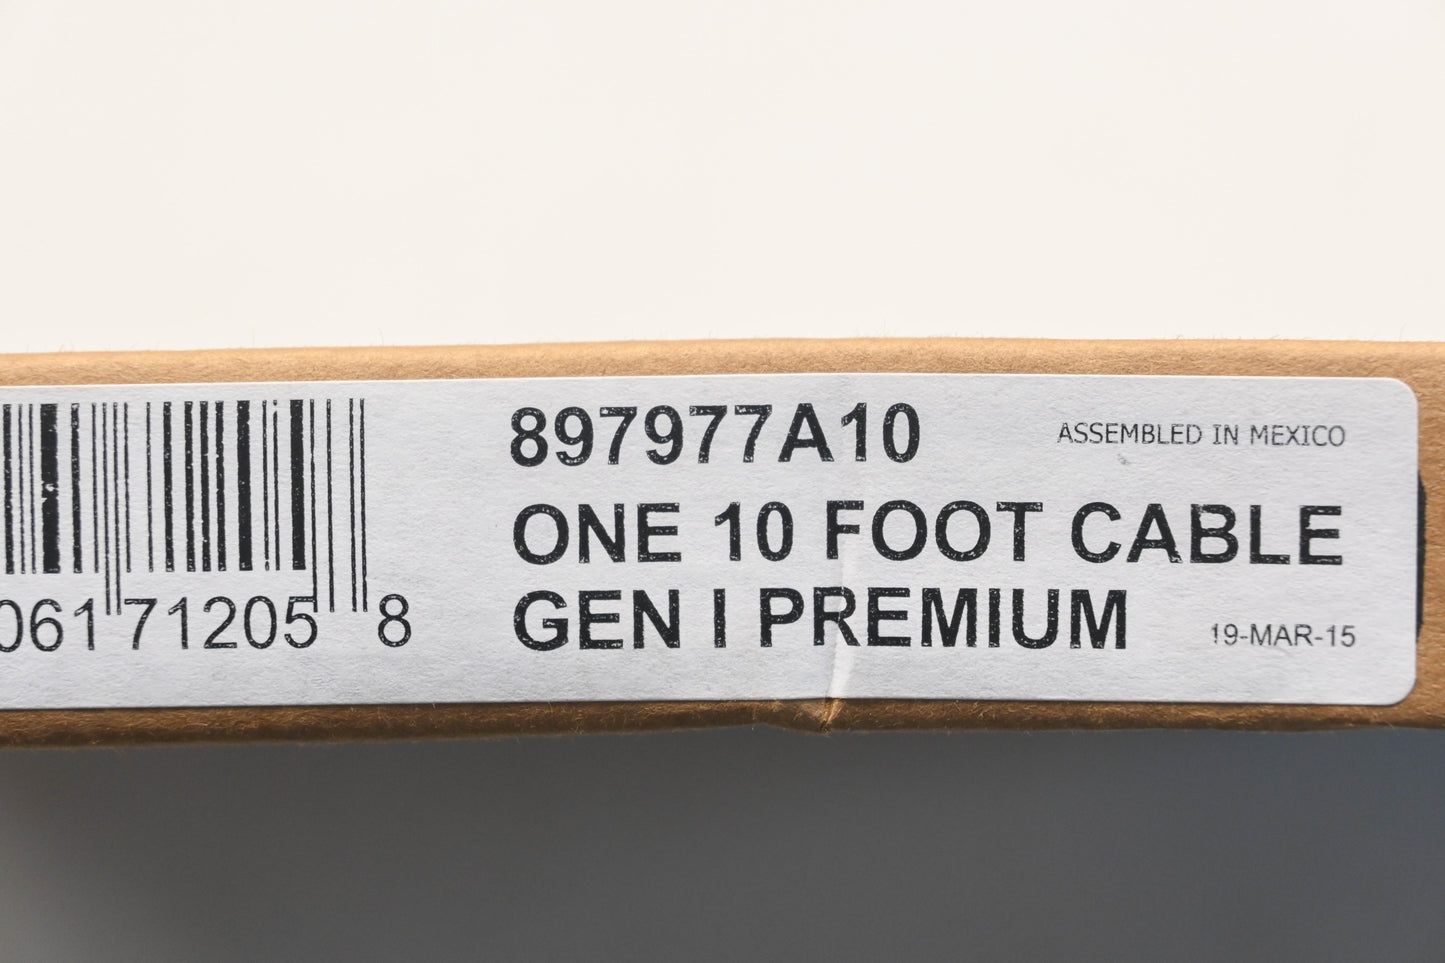 897977A10
ASSEMBLED IN MEXICO
ONE 10 FOOT CABLE
GEN I PREMIUM
19-MAR-15
061 71205 8